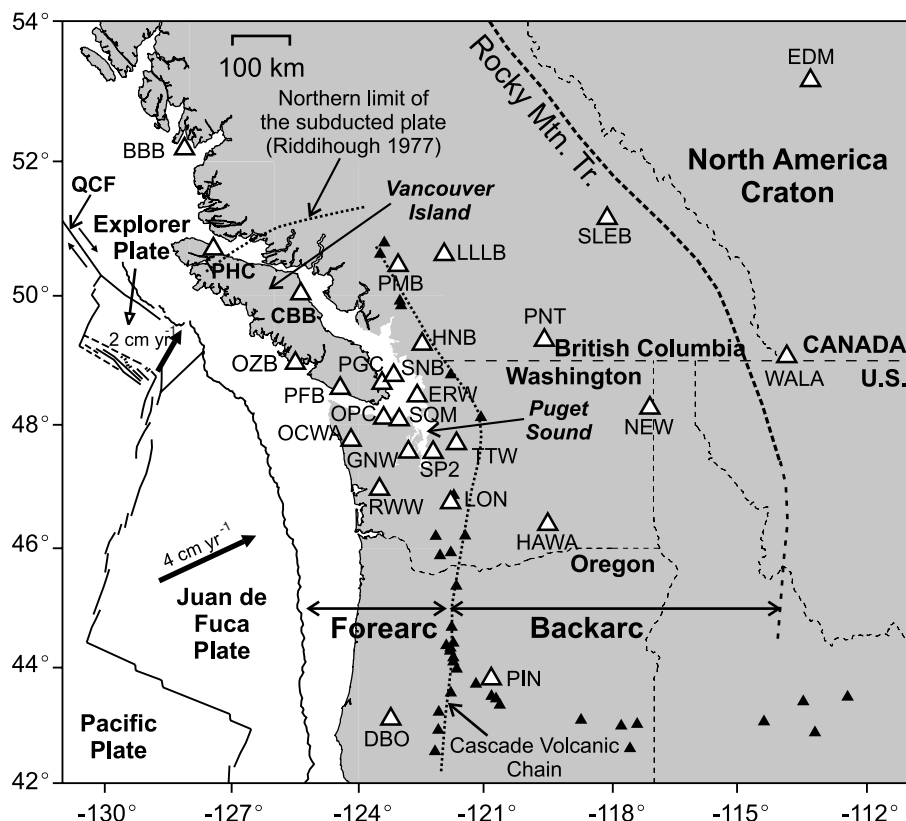 54°
52°
50°
48°
46°
44°
42°
-130°
-127°
-124°
-121°
-118°
-115°
-112°
100 km
Northern limit of
the subducted plate
(Riddihough 1977)
Rocky Mtn. Tr.
EDM
North America
Craton
BBB
QCF
Explorer
Plate
Vancouver
Island
SLEB
LLLB
PHC
PMB
CBB
2 cm yr⁻¹
HNB
PNT
British Columbia
CANADA
OZB
PGC
SNB
Washington
WALA
U.S.
PFB
ERW
OPC
SQM
Puget
Sound
NEW
OCWA
GNW
SP2
TTW
RWW
LON
HAWA
4 cm yr⁻¹
Oregon
Juan de
Fuca
Plate
Forearc
Backarc
PIN
Pacific
Plate
DBO
Cascade Volcanic
Chain